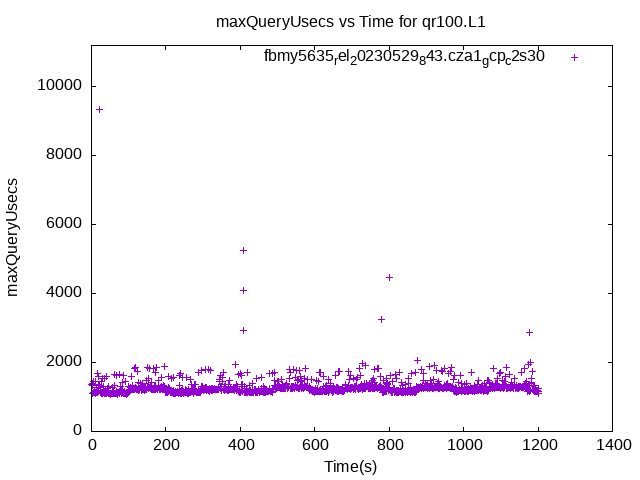 maxQueryUsecs vs Time for qr100.L1
fbmy5635rel20230529843.cza1gcpc2s30
maxQueryUsecs
10000
8000
6000
4000
2000
0
0 200 400 600 800 1000 1200 1400
Time(s)